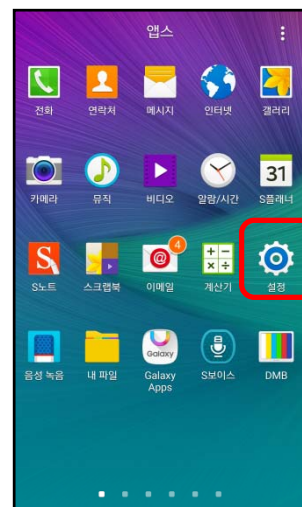 앱스
전화 연락처 메시지 인터넷 갤러리
31
카메라 뮤직 비디오 알람/시간 S플래너
S 4 @
S노트 스크랩북 이메일 계산기 설정
Galaxy
음성 녹음 내 파일 Galaxy Apps S보이스 DMB